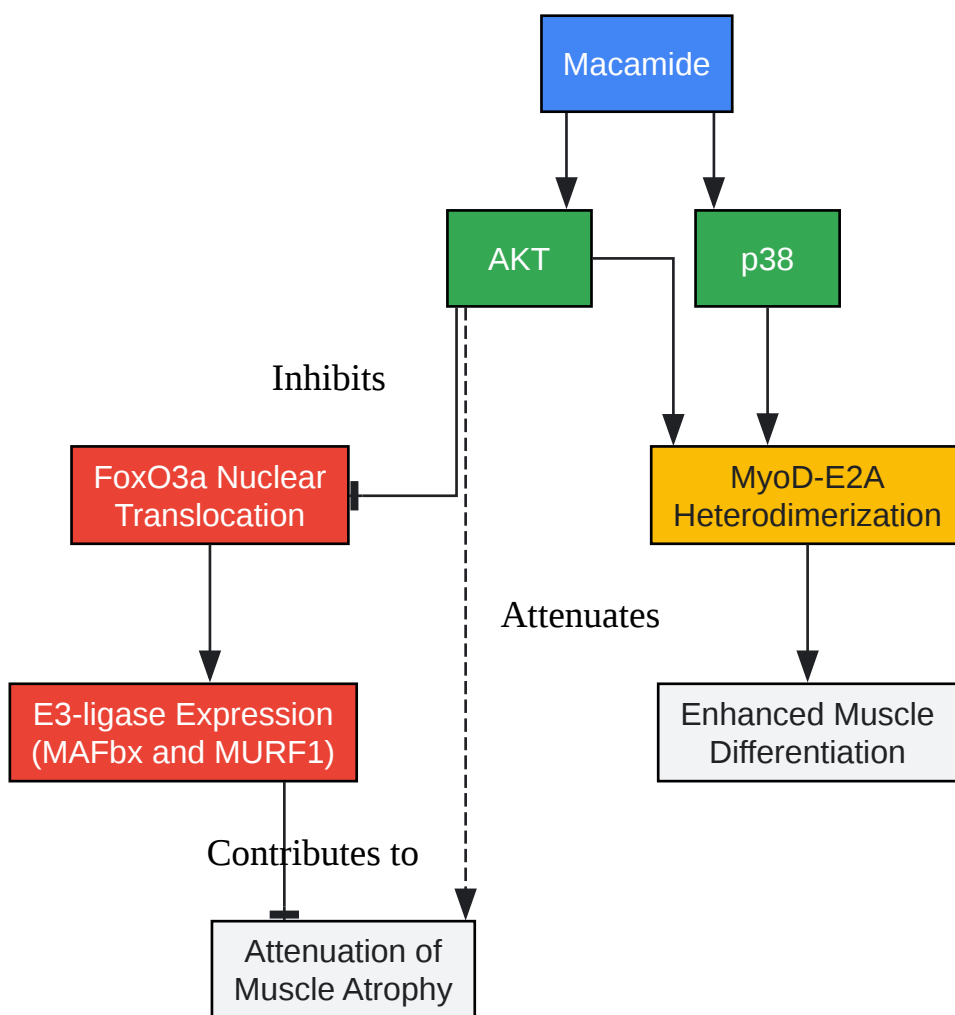 Macamide
AKT
p38
Inhibits
FoxO3a Nuclear
Translocation
MyoD-E2A
Heterodimerization
Attenuates
E3-ligase Expression
(MAFbx and MURF1)
Enhanced Muscle
Differentiation
Contributes to
Attenuation of
Muscle Atrophy